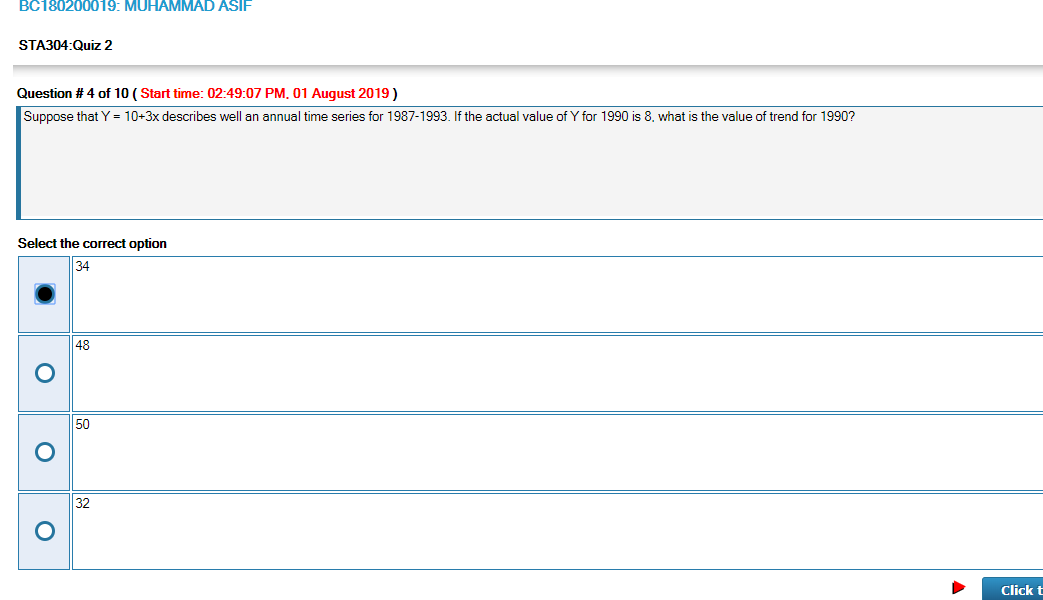 BC180200019: MUHAMMAD ASIF
STA304:Quiz 2
Question # 4 of 10 ( Start time: 02:49:07 PM, 01 August 2019 )
Suppose that Y = 10+3x describes well an annual time series for 1987-1993. If the actual value of Y for 1990 is 8, what is the value of trend for 1990?
Select the correct option
34
48
50
32
Click t